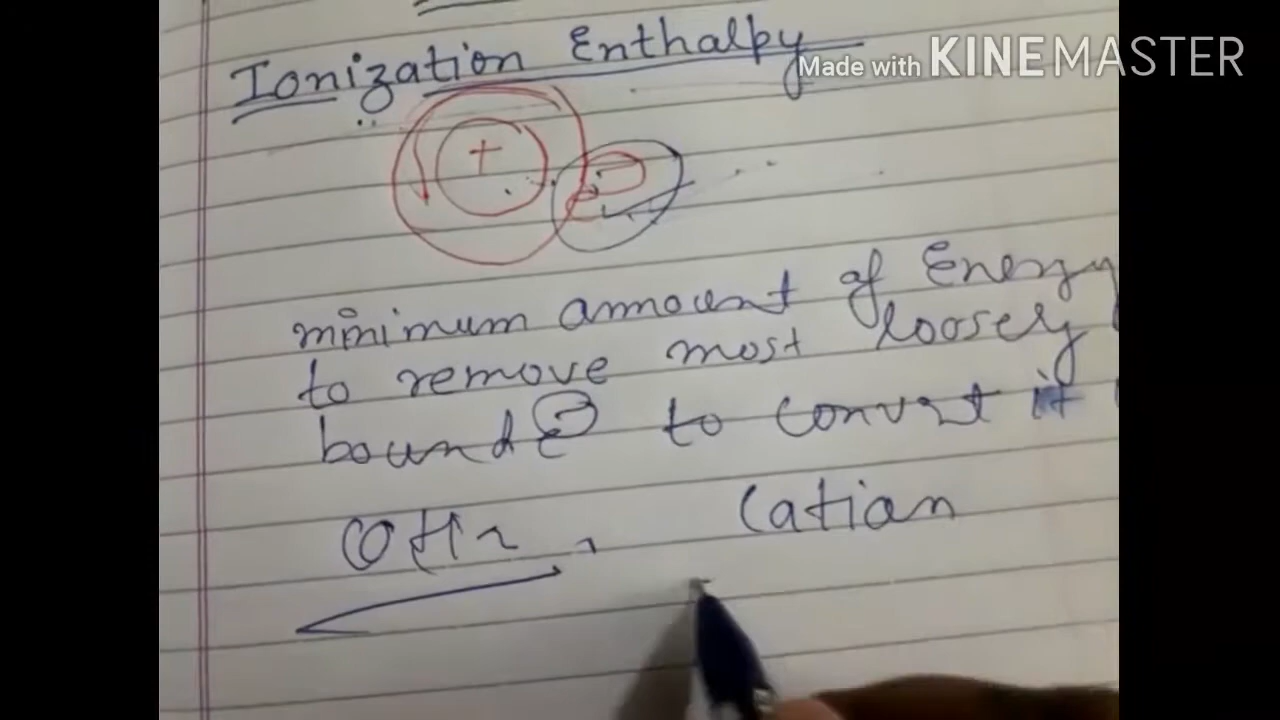 Made with KINEMASTER
Ionization Enthalpy
+
e
minimum amount of Energy
to remove most loosely
bound e to convert it
Cation